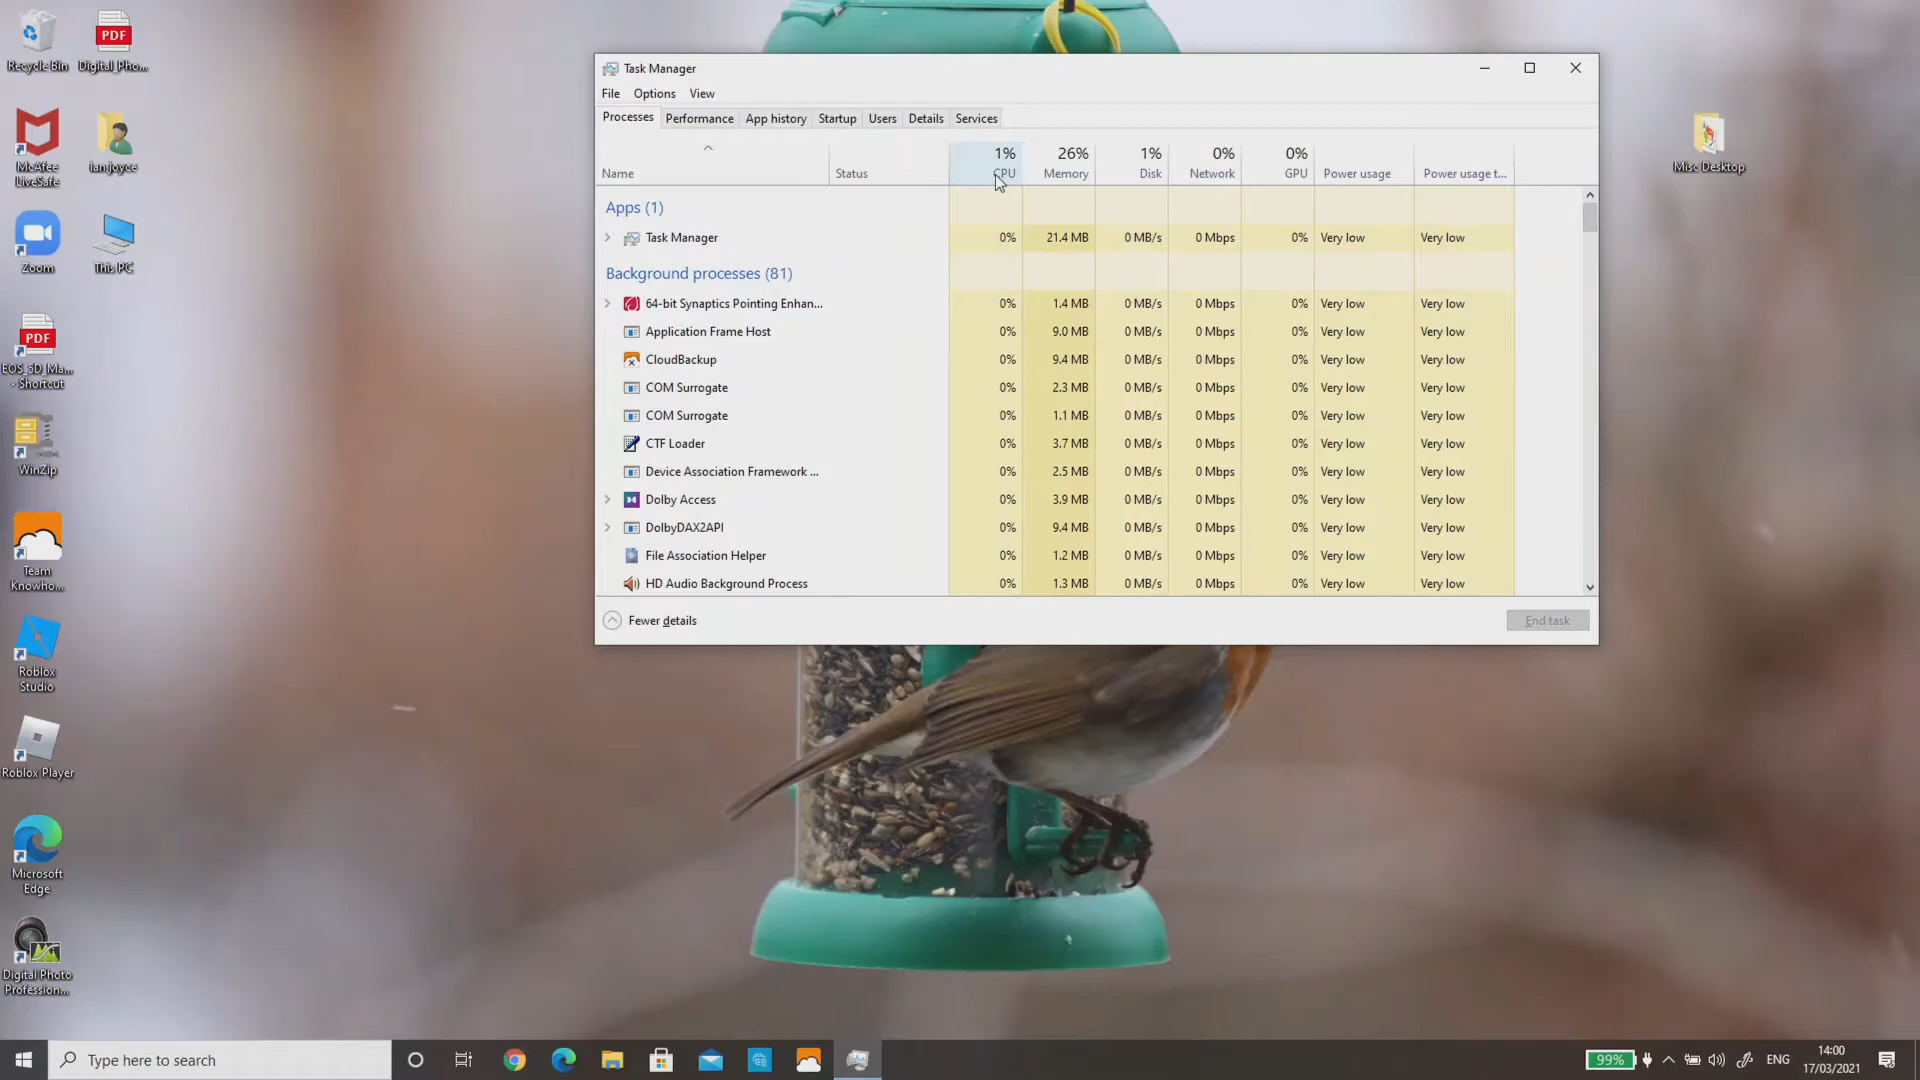 Recycle Bin
Digital_Pho...
McAfee
LiveSafe
ian.joyce
Zoom
This PC
PDF
PDF
EOS_5D_Ma...
- Shortcut
WinZip
Team
Knowho...
Roblox
Studio
Roblox Player
Microsoft
Edge
Digital Photo
Profession...
Misc Desktop
Task Manager
File Options View
Processes Performance App history Startup Users Details Services
1% 26% 1% 0% 0%
Name Status CPU Memory Disk Network GPU Power usage Power usage t...
Apps (1)
Task Manager 0% 21.4 MB 0 MB/s 0 Mbps 0% Very low Very low
Background processes (81)
64-bit Synaptics Pointing Enhan... 0% 1.4 MB 0 MB/s 0 Mbps 0% Very low Very low
Application Frame Host 0% 9.0 MB 0 MB/s 0 Mbps 0% Very low Very low
CloudBackup 0% 9.4 MB 0 MB/s 0 Mbps 0% Very low Very low
COM Surrogate 0% 2.3 MB 0 MB/s 0 Mbps 0% Very low Very low
COM Surrogate 0% 1.1 MB 0 MB/s 0 Mbps 0% Very low Very low
CTF Loader 0% 3.7 MB 0 MB/s 0 Mbps 0% Very low Very low
Device Association Framework ... 0% 2.5 MB 0 MB/s 0 Mbps 0% Very low Very low
Dolby Access 0% 3.9 MB 0 MB/s 0 Mbps 0% Very low Very low
DolbyDAX2API 0% 9.4 MB 0 MB/s 0 Mbps 0% Very low Very low
File Association Helper 0% 1.2 MB 0 MB/s 0 Mbps 0% Very low Very low
HD Audio Background Process 0% 1.3 MB 0 MB/s 0 Mbps 0% Very low Very low
Fewer details End task
Type here to search
99% ENG 14:00
17/03/2021